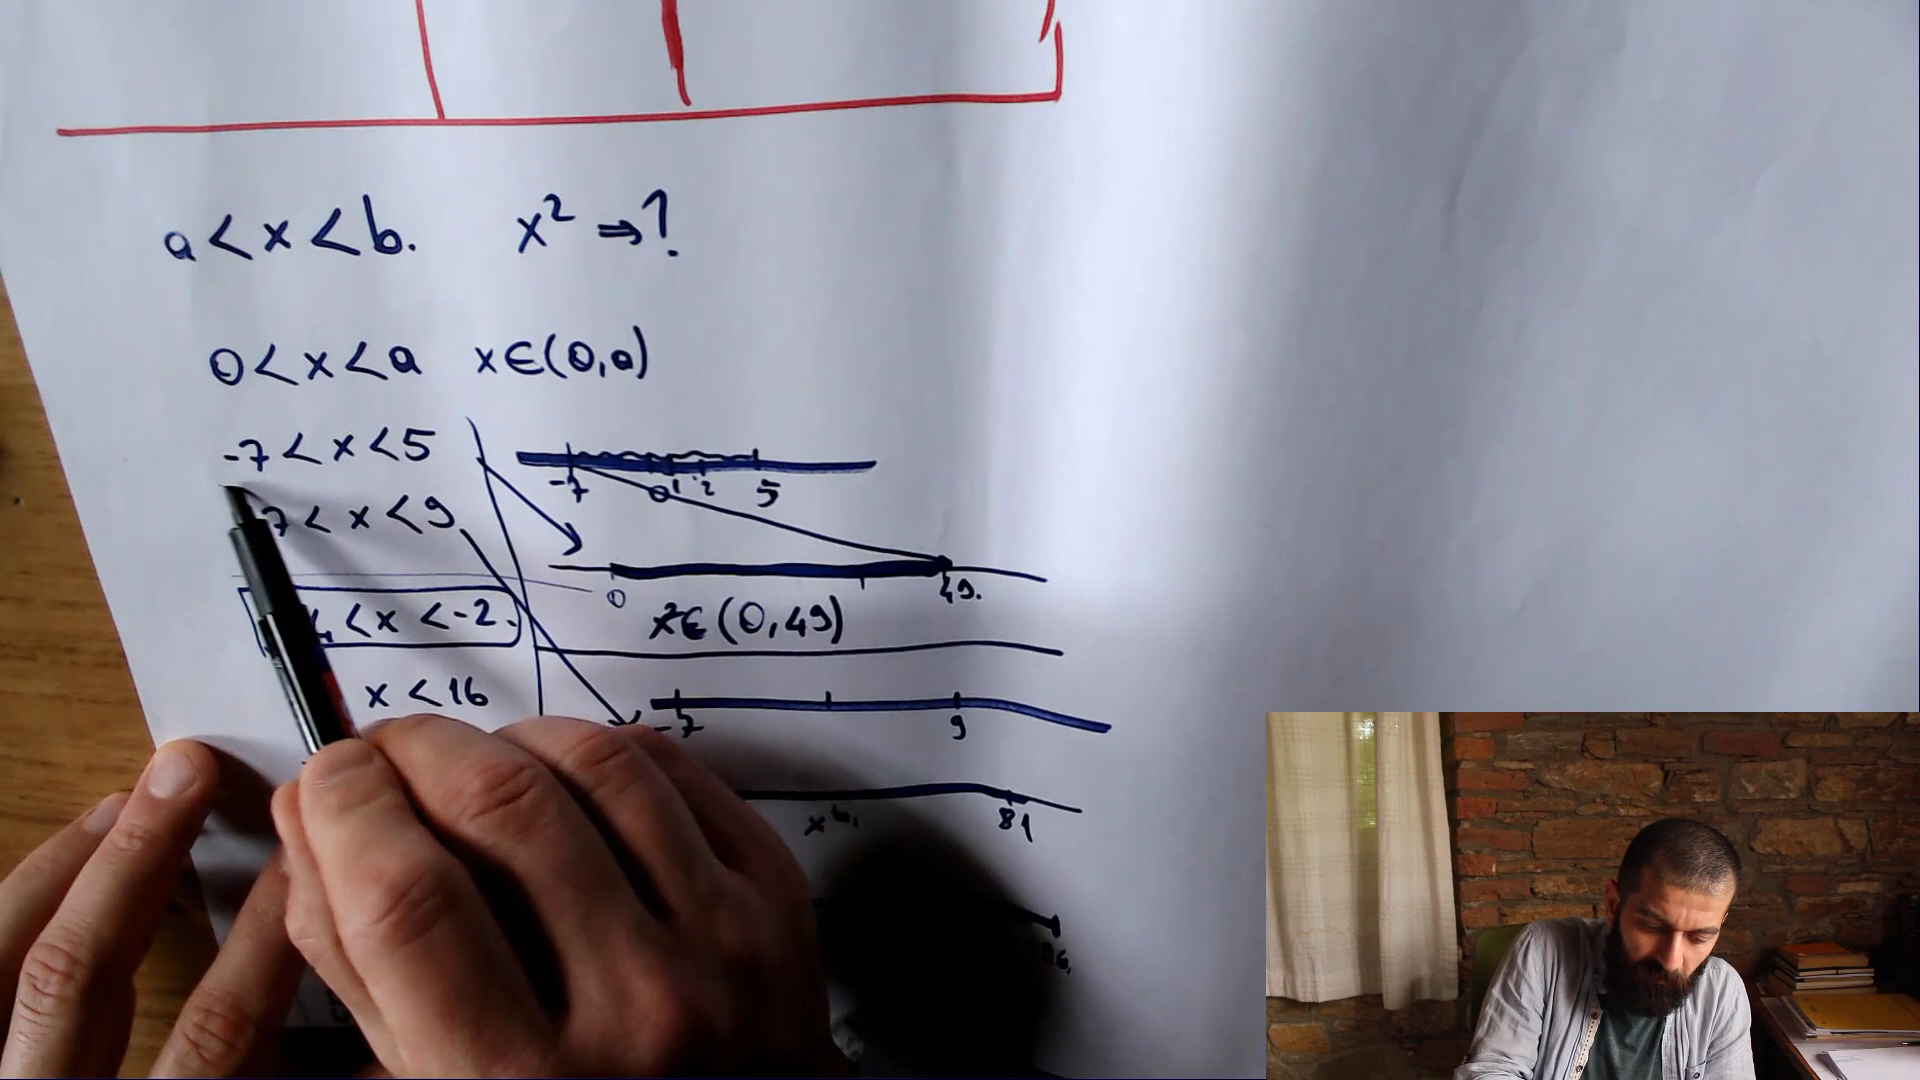 a < x < b. x² ⇒ ?
0 < x < a x ∈ (0, a)
-7 < x < 5
-7 0 1 2 5
7 < x < 9
0 49.
4 < x < -2.
x² ∈ (0, 49)
x < 16
-7 9
81